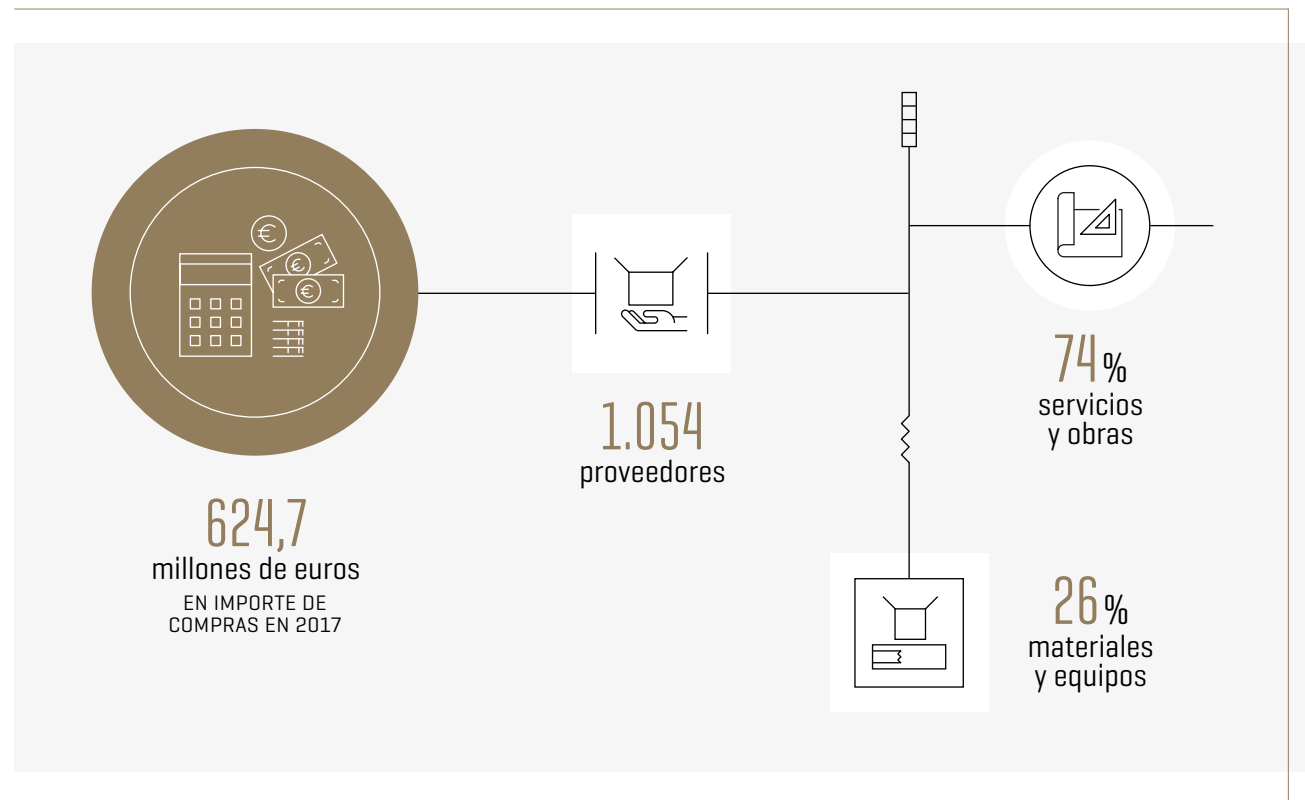 624,7
millones de euros
EN IMPORTE DE
COMPRAS EN 2017
1.054
proveedores
74%
servicios
y obras
26%
materiales
y equipos